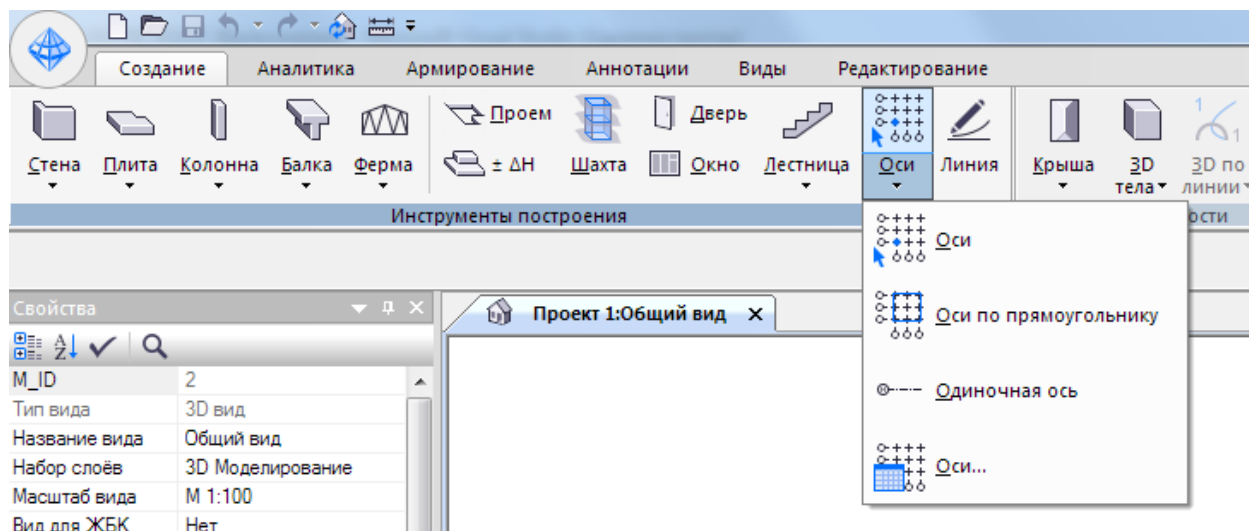 Создание Аналитика Армирование Аннотации Виды Редактирование
Проем Дверь
Стена Плита Колонна Балка Ферма ± ΔH Шахта Окно Лестница Оси Линия Крыша 3D тела 3D по линии
Инструменты построения ости
Оси
Свойства
Проект 1:Общий вид X
Оси по прямоугольнику
M_ID 2
Одиночная ось
Тип вида 3D вид
Название вида Общий вид
Набор слоёв 3D Моделирование
Оси...
Масштаб вида М 1:100
Вид для ЖБК Нет